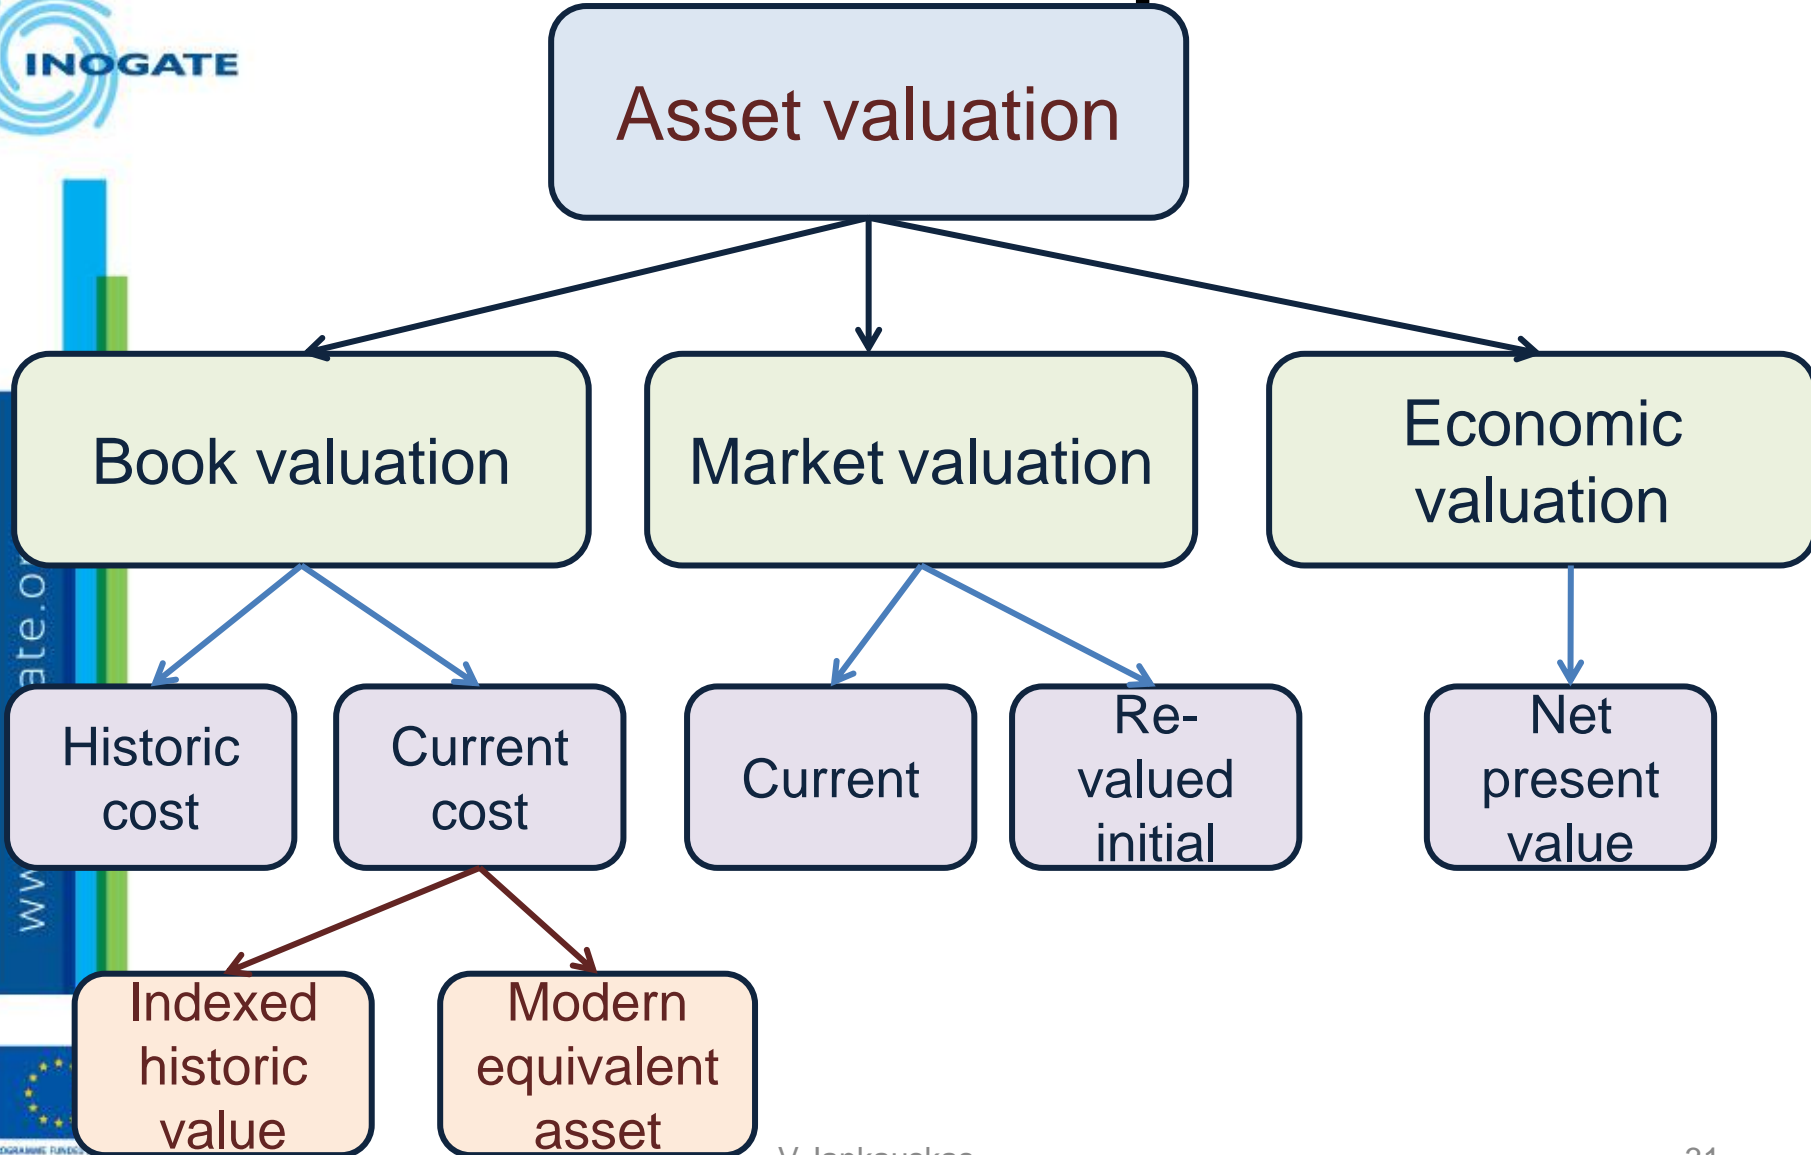 INOGATE
Asset valuation
Book valuation
Market valuation
Economic
valuation
Historic
cost
Current
cost
Current
Re-
valued
initial
Net
present
value
Indexed
historic
value
Modern
equivalent
asset